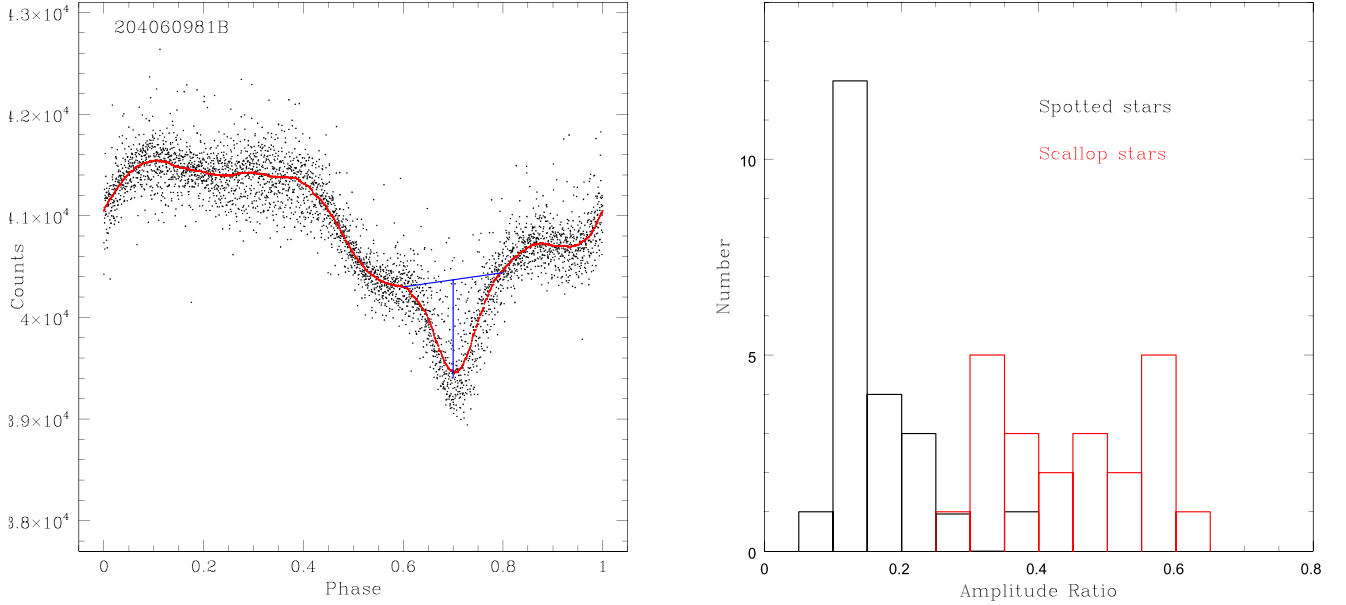 204060981B
4.3×10⁴
4.2×10⁴
4.1×10⁴
4×10⁴
3.9×10⁴
3.8×10⁴
Counts
0 0.2 0.4 0.6 0.8 1
Phase
Spotted stars
Scallop stars
10
5
0
Number
0 0.2 0.4 0.6 0.8
Amplitude Ratio